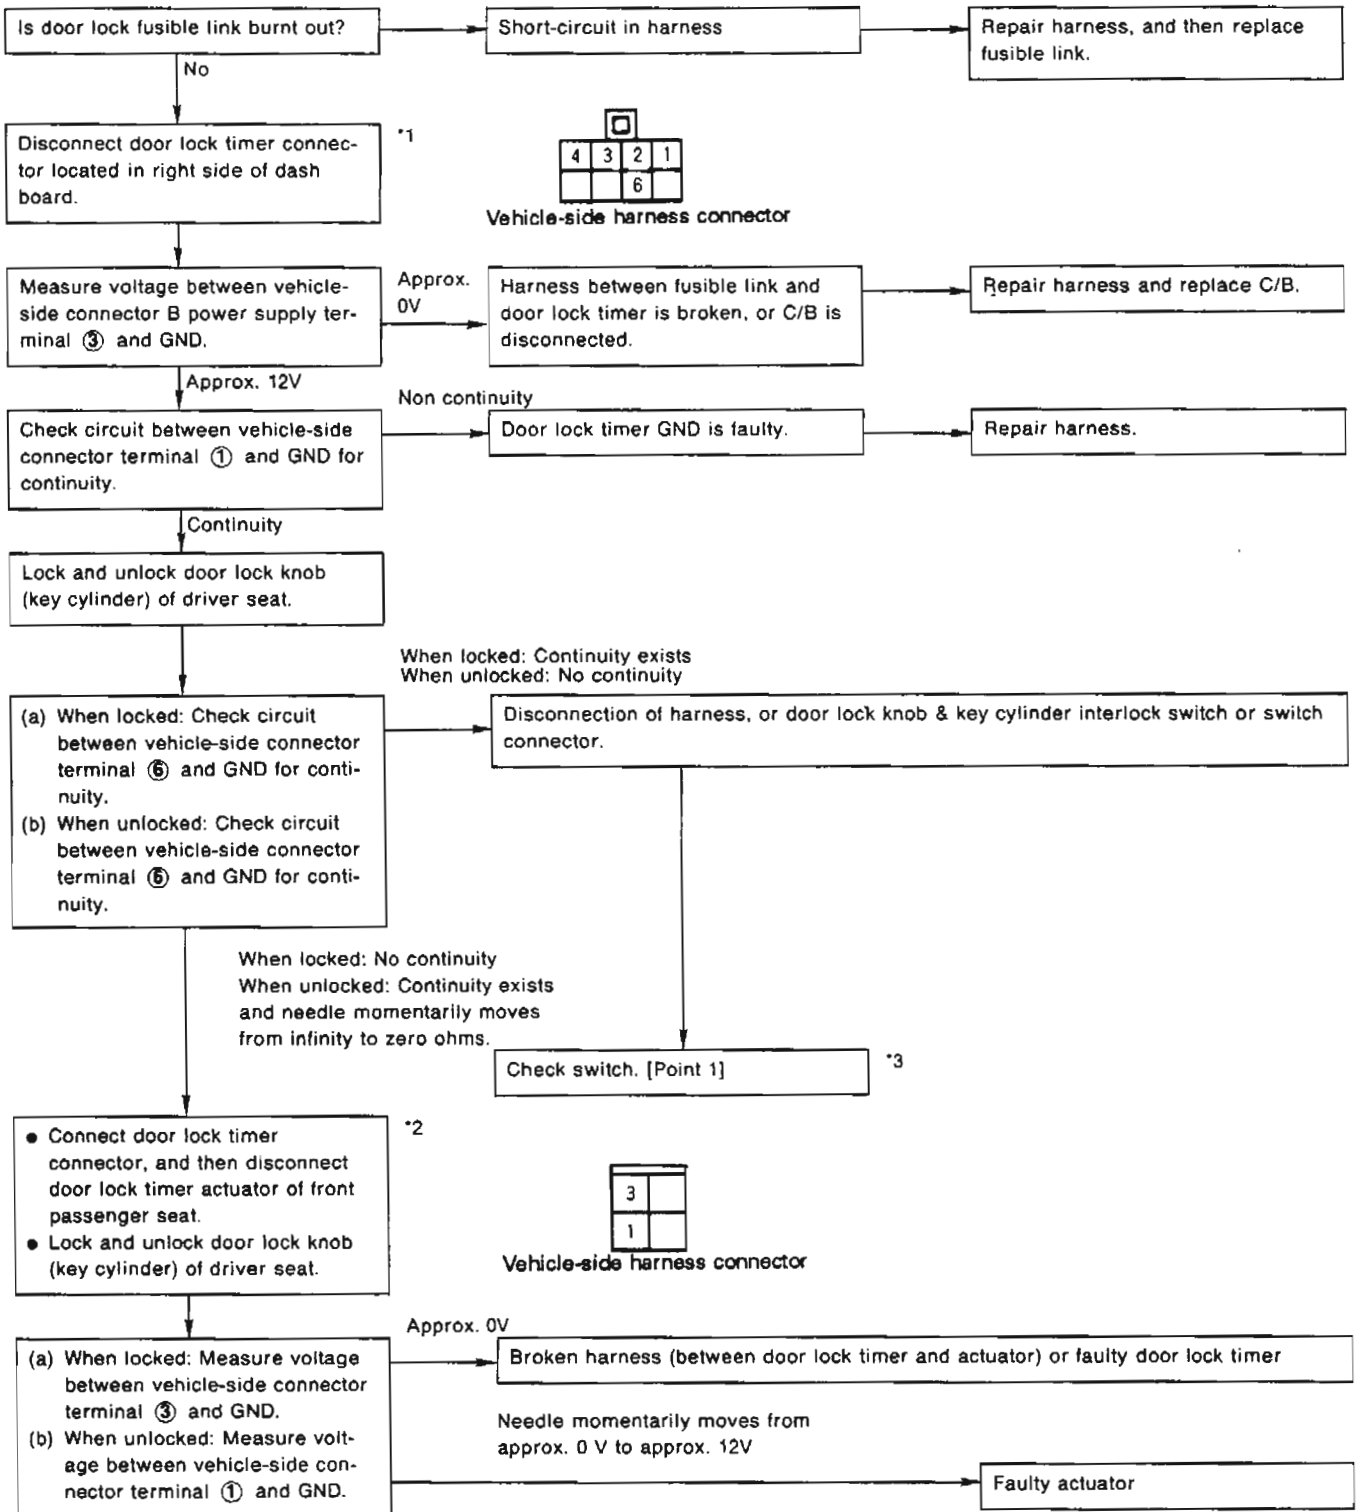 Is door lock fusible link burnt out?
Short-circuit in harness
Repair harness, and then replace
fusible link.
No
Disconnect door lock timer connec-
tor located in right side of dash
board.
*1
4 3 2 1
6
Vehicle-side harness connector
Measure voltage between vehicle-
side connector B power supply ter-
minal ③ and GND.
Approx.
0V
Harness between fusible link and
door lock timer is broken, or C/B is
disconnected.
Repair harness and replace C/B.
Approx. 12V
Check circuit between vehicle-side
connector terminal ① and GND for
continuity.
Non continuity
Door lock timer GND is faulty.
Repair harness.
Continuity
Lock and unlock door lock knob
(key cylinder) of driver seat.
When locked: Continuity exists
When unlocked: No continuity
(a) When locked: Check circuit
between vehicle-side connector
terminal ⑥ and GND for conti-
nuity.
(b) When unlocked: Check circuit
between vehicle-side connector
terminal ⑥ and GND for conti-
nuity.
Disconnection of harness, or door lock knob & key cylinder interlock switch or switch
connector.
When locked: No continuity
When unlocked: Continuity exists
and needle momentarily moves
from infinity to zero ohms.
Check switch. [Point 1]
*3
● Connect door lock timer
connector, and then disconnect
door lock timer actuator of front
passenger seat.
● Lock and unlock door lock knob
(key cylinder) of driver seat.
*2
3
1
Vehicle-side harness connector
(a) When locked: Measure voltage
between vehicle-side connector
terminal ③ and GND.
(b) When unlocked: Measure volt-
age between vehicle-side con-
nector terminal ① and GND.
Approx. 0V
Broken harness (between door lock timer and actuator) or faulty door lock timer
Needle momentarily moves from
approx. 0 V to approx. 12V
Faulty actuator